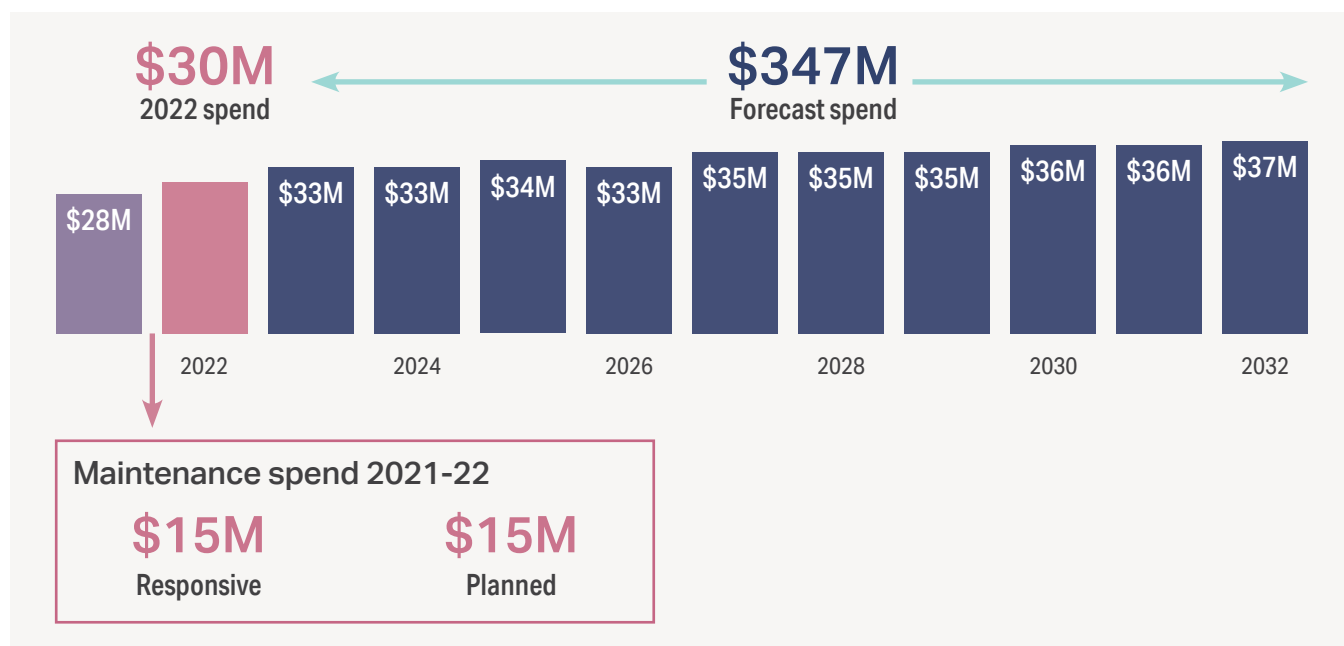 $30M
2022 spend
$347M
Forecast spend
$28M
$33M
$33M
$34M
$33M
$35M
$35M
$35M
$36M
$36M
$37M
2022
2024
2026
2028
2030
2032
Maintenance spend 2021-22
$15M
Responsive
$15M
Planned